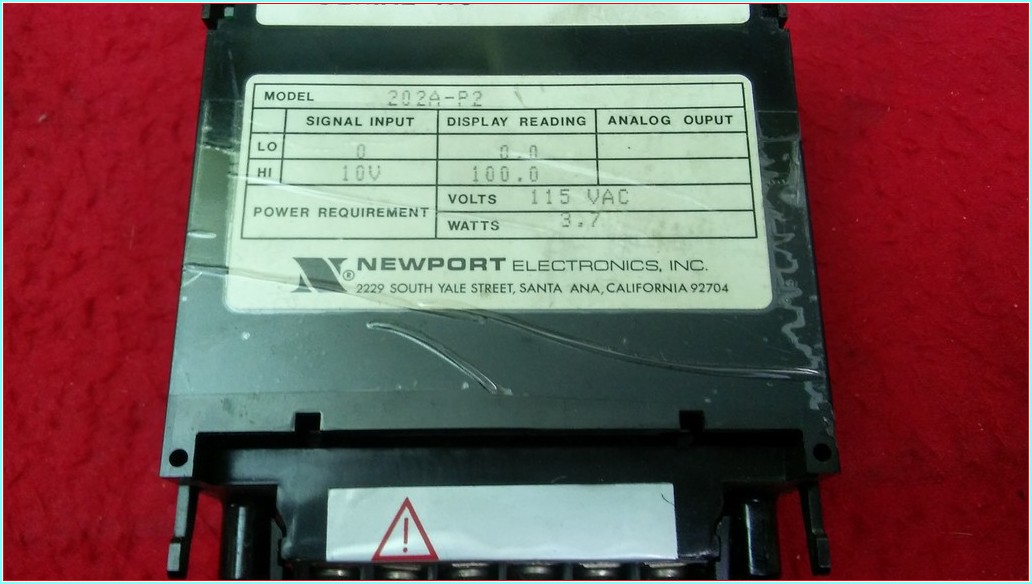 MODEL 202A-P2
SIGNAL INPUT DISPLAY READING ANALOG OUPUT
LO 0 0.0
HI 10V 100.0
POWER REQUIREMENT
VOLTS 115 VAC
WATTS 3.7
NEWPORT ELECTRONICS, INC.
2229 SOUTH YALE STREET, SANTA ANA, CALIFORNIA 92704